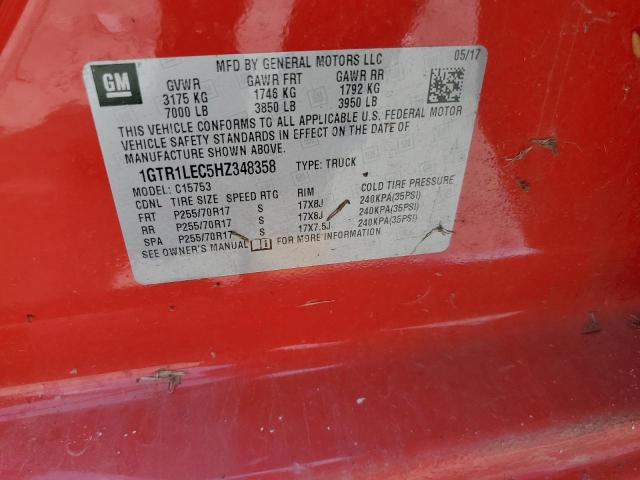 GM
MFD BY GENERAL MOTORS LLC 05/17
GVWR GAWR FRT GAWR RR
3175 KG 1746 KG 1792 KG
7000 LB 3850 LB 3950 LB
THIS VEHICLE CONFORMS TO ALL APPLICABLE U.S. FEDERAL MOTOR
VEHICLE SAFETY STANDARDS IN EFFECT ON THE DATE OF
MANUFACTURE SHOWN ABOVE.
1GTR1LEC5HZ348358 TYPE: TRUCK
MODEL: C15753
CDNL TIRE SIZE SPEED RTG RIM COLD TIRE PRESSURE
FRT P255/70R17 S 17X8J 240KPA(35PSI)
RR P255/70R17 S 17X8J 240KPA(35PSI)
SPA P255/70R17 S 17X7.5J 240KPA(35PSI)
SEE OWNER'S MANUAL FOR MORE INFORMATION